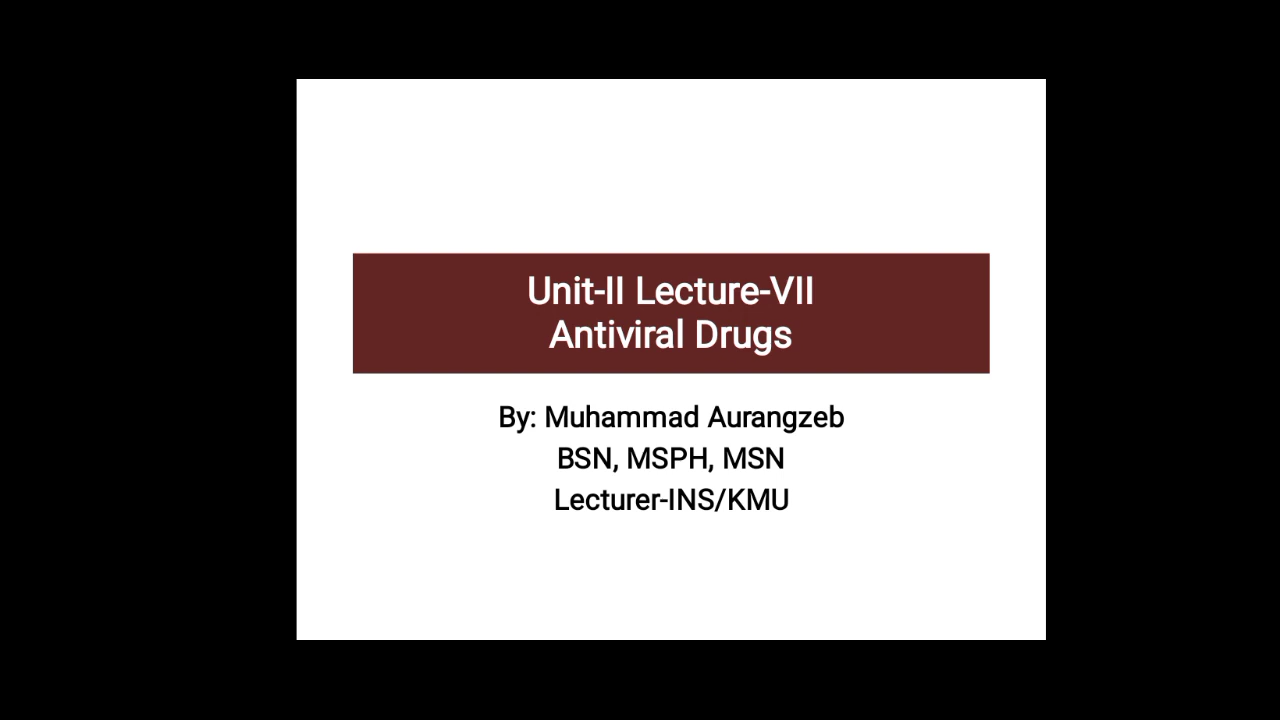 Unit-II Lecture-VII
Antiviral Drugs
By: Muhammad Aurangzeb
BSN, MSPH, MSN
Lecturer-INS/KMU